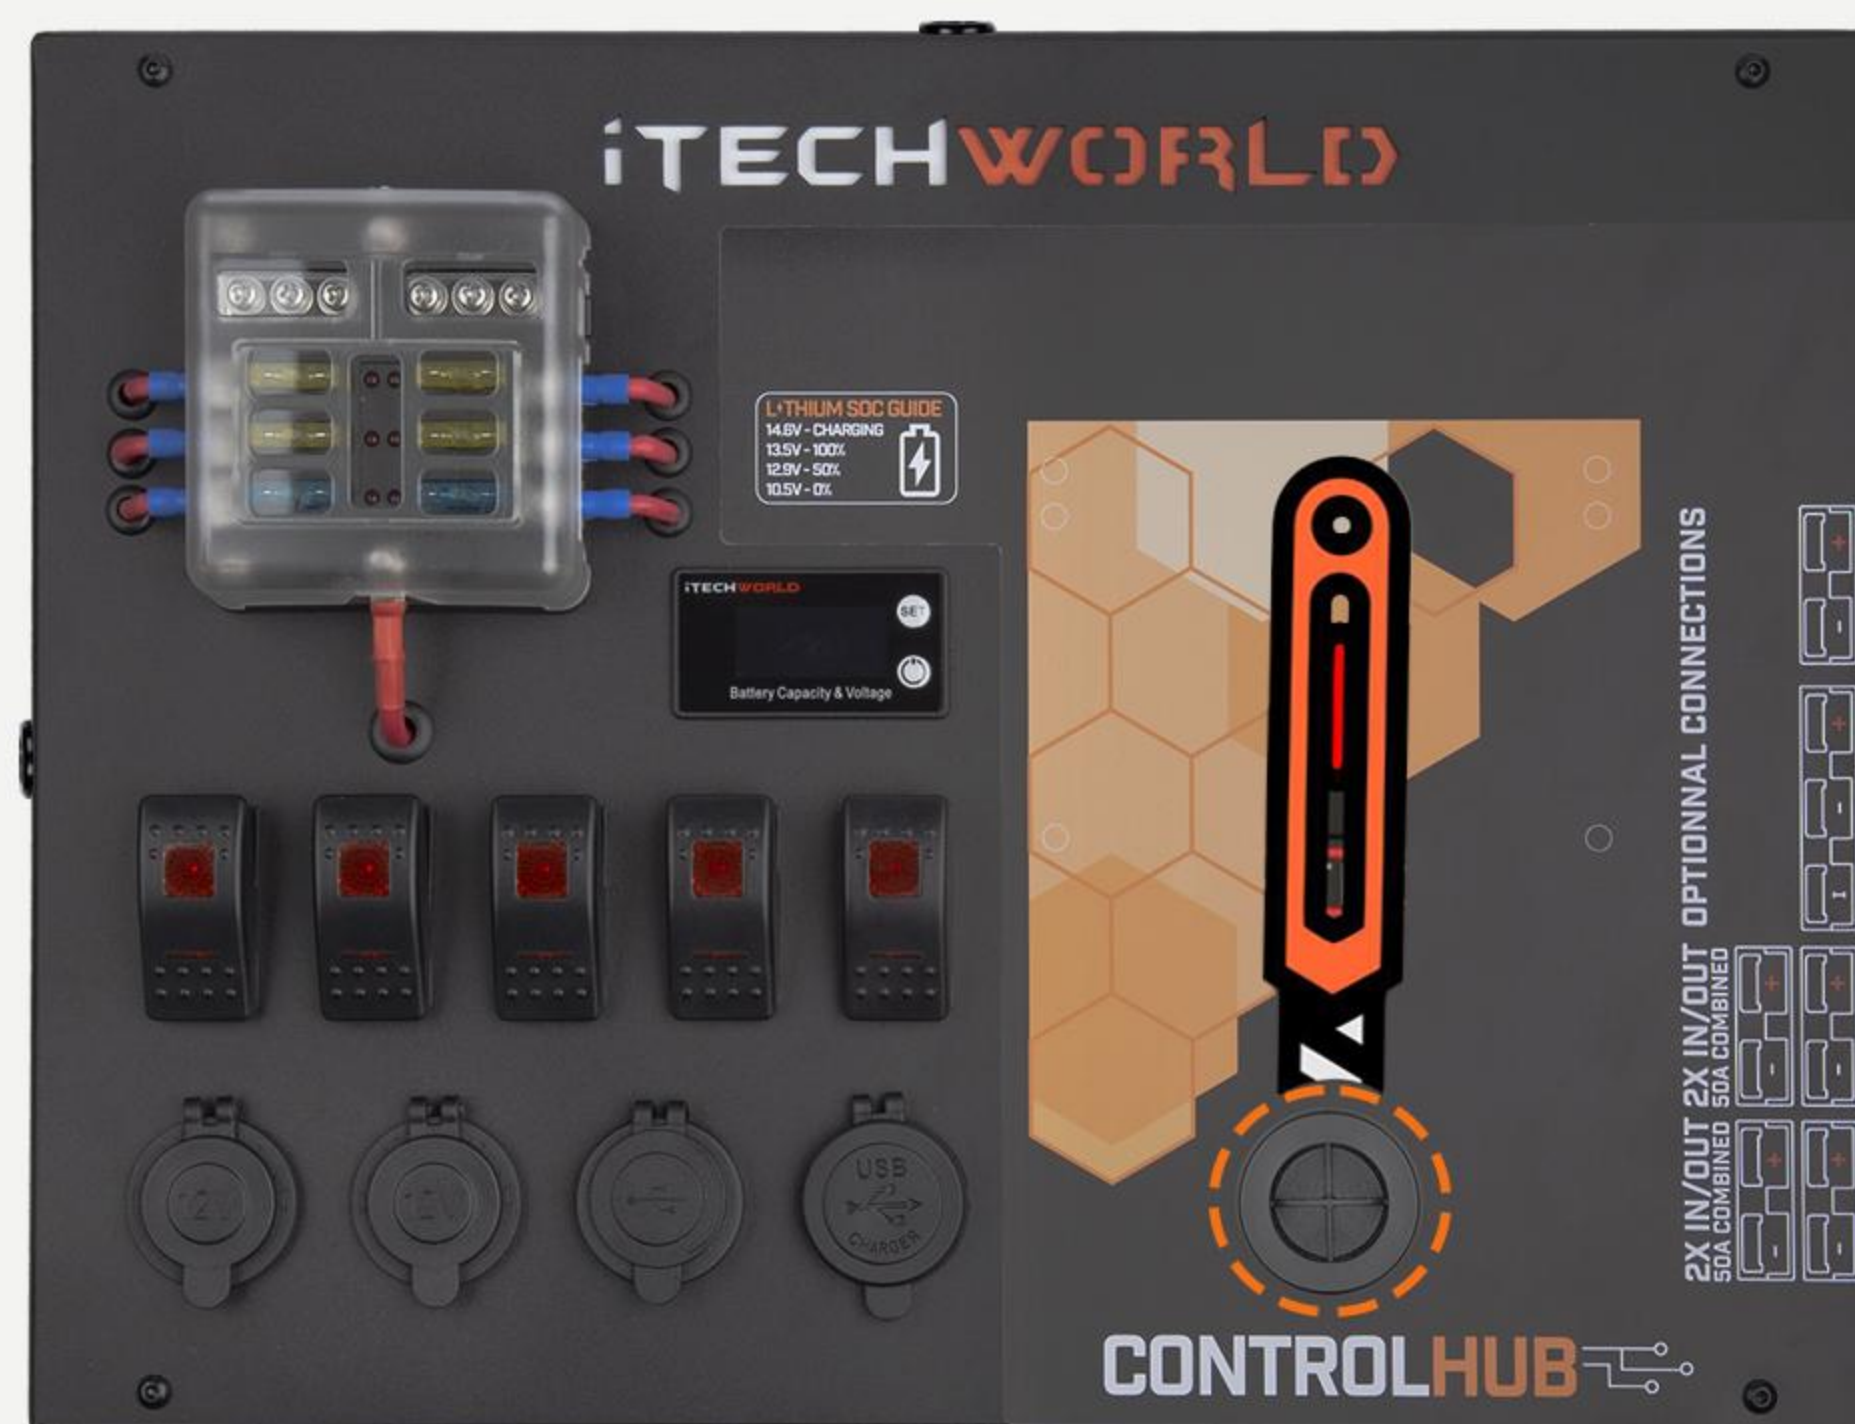 iTECHWORLD
LITHIUM SOC GUIDE
14.6V - CHARGING
13.5V - 100%
12.9V - 50%
10.5V - 0%
iTECHWORLD
SET
Battery Capacity & Voltage
OPTIONNAL CONNECTIONS
2X IN/OUT
50A COMBINED
2X IN/OUT
50A COMBINED
12V
12V
USB
CHARGER
CONTROLHUB